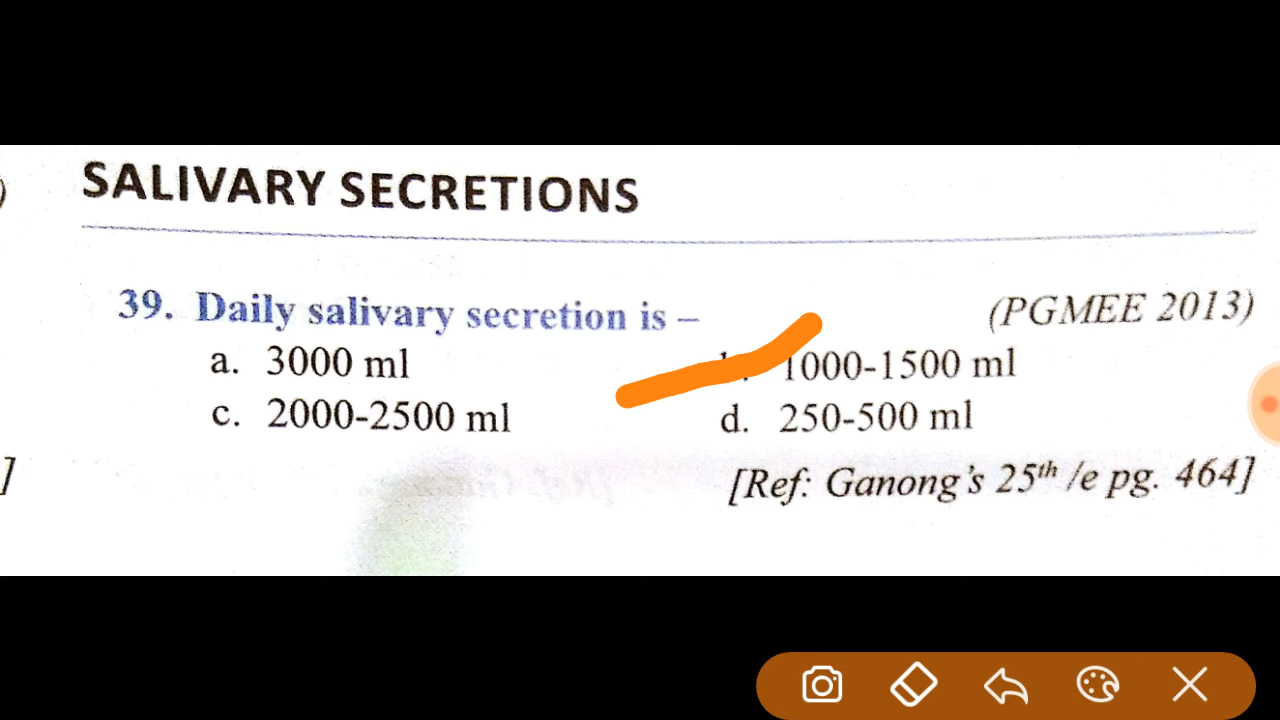 )
SALIVARY SECRETIONS
39. Daily salivary secretion is – (PGMEE 2013)
a. 3000 ml 1000-1500 ml
c. 2000-2500 ml d. 250-500 ml
]
[Ref: Ganong's 25th /e pg. 464]